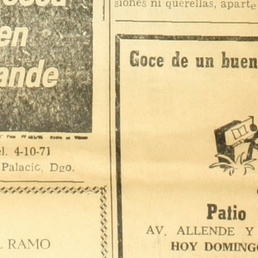 en
ande
el. 4-10-71
Palacio, Dgo.
L RAMO
siones ni querellas, aparte
Goce de un buen
Patio
AV. ALLENDE Y
HOY DOMINGO